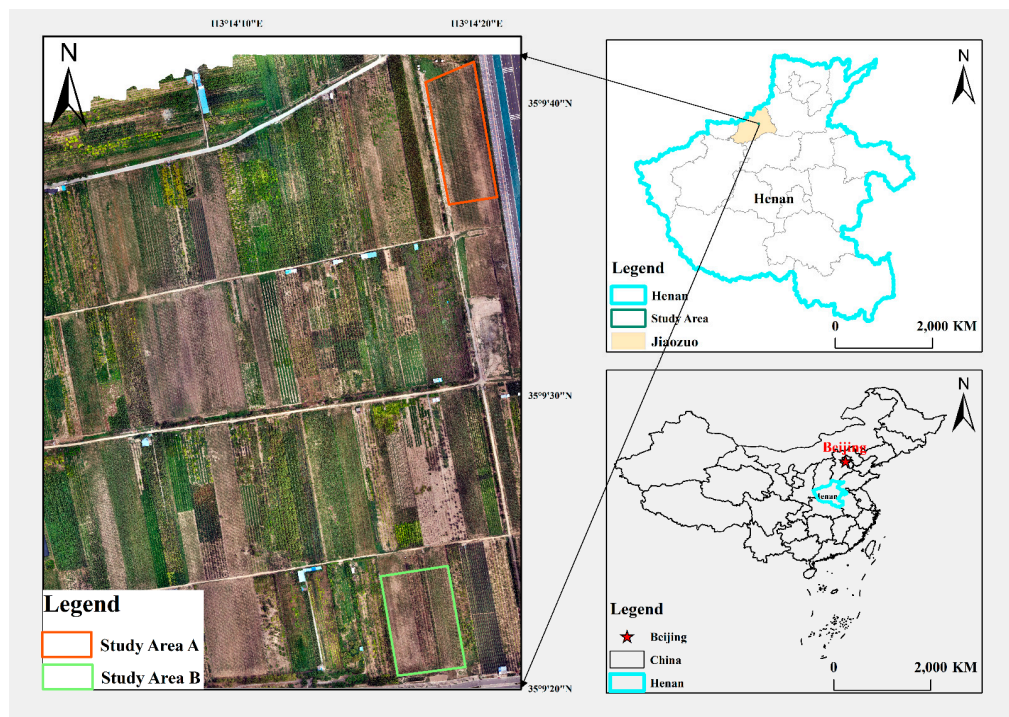 113°14'10"E
113°14'20"E
N
35°9'40"N
35°9'30"N
35°9'20"N
Legend
Study Area A
Study Area B
N
Henan
Legend
Henan
Study Area
Jiaozuo
0
2,000 KM
N
Beijing
Henan
Legend
Beijing
China
Henan
0
2,000 KM